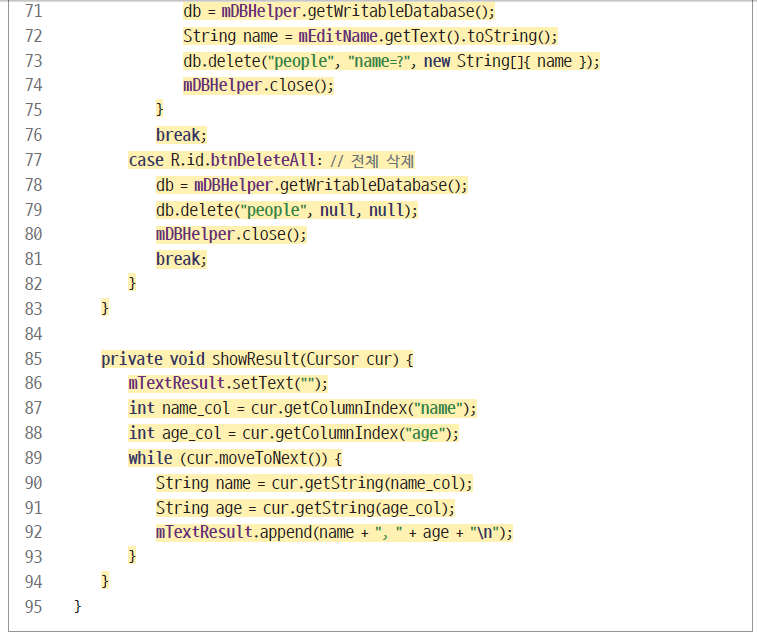 71 db = mDBHelper.getWritableDatabase();
72 String name = mEditName.getText().toString();
73 db.delete("people", "name=?", new String[]{ name });
74 mDBHelper.close();
75 }
76 break;
77 case R.id.btnDeleteAll: // 전체 삭제
78 db = mDBHelper.getWritableDatabase();
79 db.delete("people", null, null);
80 mDBHelper.close();
81 break;
82 }
83 }
84
85 private void showResult(Cursor cur) {
86 mTextResult.setText("");
87 int name_col = cur.getColumnIndex("name");
88 int age_col = cur.getColumnIndex("age");
89 while (cur.moveToNext()) {
90 String name = cur.getString(name_col);
91 String age = cur.getString(age_col);
92 mTextResult.append(name + ", " + age + "\n");
93 }
94 }
95 }